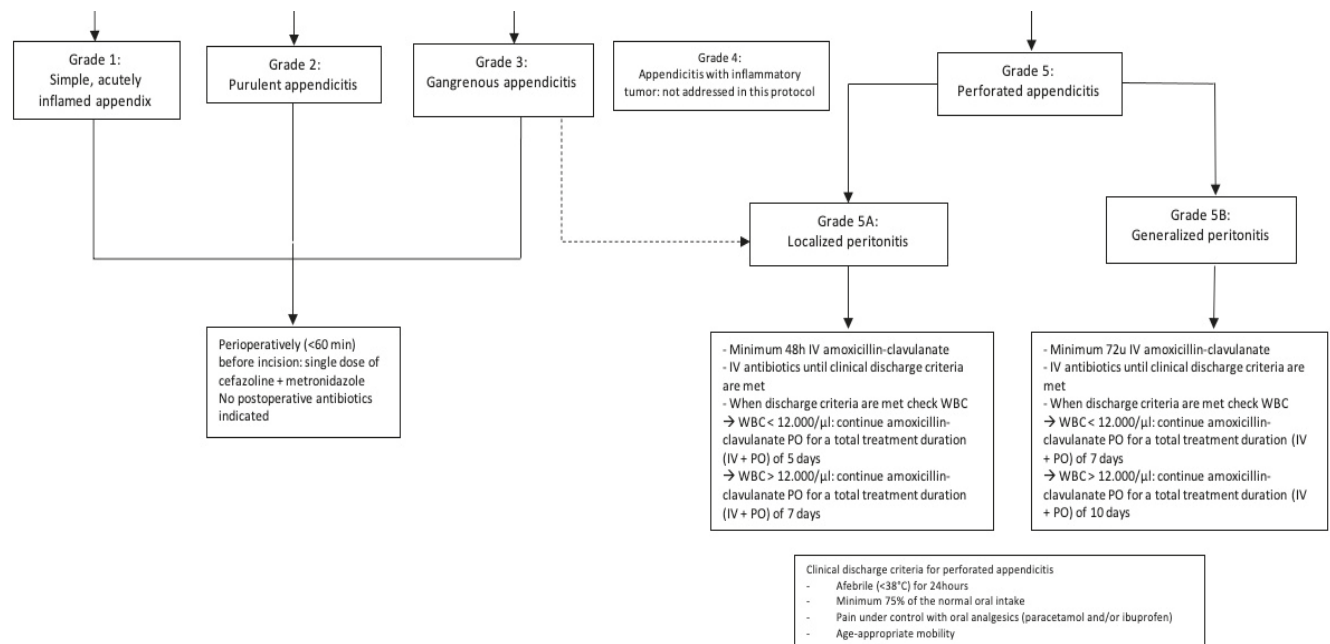 Grade 1:
Simple, acutely
inflamed appendix
Grade 2:
Purulent appendicitis
Grade 3:
Gangrenous appendicitis
Grade 4:
Appendicitis with inflammatory
tumor: not addressed in this protocol
Grade 5:
Perforated appendicitis
Grade 5A:
Localized peritonitis
Grade 5B:
Generalized peritonitis
Perioperatively (<60 min)
before incision: single dose of
cefazoline + metronidazole
No postoperative antibiotics
indicated
- Minimum 48h IV amoxicillin-clavulanate
- IV antibiotics until clinical discharge criteria
are met
- When discharge criteria are met check WBC
→ WBC < 12.000/µl: continue amoxicillin-
clavulanate PO for a total treatment duration
(IV + PO) of 5 days
→ WBC > 12.000/µl: continue amoxicillin-
clavulanate PO for a total treatment duration
(IV + PO) of 7 days
- Minimum 72u IV amoxicillin-clavulanate
- IV antibiotics until clinical discharge criteria are
met
- When discharge criteria are met check WBC
→ WBC < 12.000/µl: continue amoxicillin-
clavulanate PO for a total treatment duration (IV
+ PO) of 7 days
→ WBC > 12.000/µl: continue amoxicillin-
clavulanate PO for a total treatment duration (IV
+ PO) of 10 days
Clinical discharge criteria for perforated appendicitis
- Afebrile (<38°C) for 24hours
- Minimum 75% of the normal oral intake
- Pain under control with oral analgesics (paracetamol and/or ibuprofen)
- Age-appropriate mobility